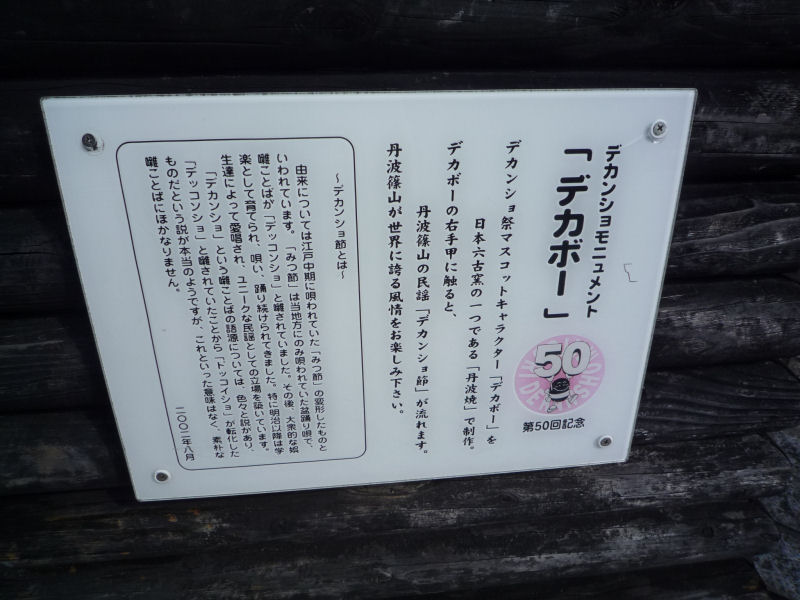 デカンショモニュメント
「デカボー」
50
第50回記念
デカンショ祭マスコットキャラクター「デカボー」を
日本六古窯の一つである「丹波焼」で制作。
デカボーの右手甲に触ると、
丹波篠山の民謡「デカンショ節」が流れます。
丹波篠山が世界に誇る風情をお楽しみ下さい。
～デカンショ節とは～
由来については江戸中期に唄われていた「みつ節」の変形したものと
いわれています。「みつ節」は当地方にのみ唄われていた盆踊り唄で、
囃ことばが「デッコンショ」と囃されていました。その後、大衆的な娯
楽として育てられ、唄い、踊り続けられてきました。特に明治以降は学
生達によって愛唱され、ユニークな民謡としての立場を築いています。
「デカンショ」という囃ことばの語源については、色々と説があり、
「デッコンショ」と囃されていたことから「ドッコイショ」が転化した
ものだという説が本当のようですが、これといった意味はなく、素朴な
囃ことばにほかなりません。
二〇〇二年八月